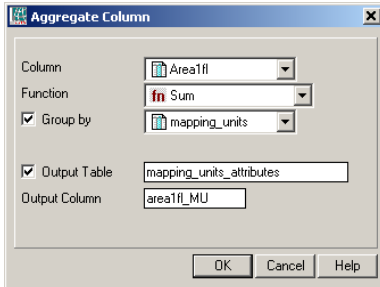 Aggregate Column
Column Area1fl
Function fn Sum
Group by mapping_units
Output Table mapping_units_attributes
Output Column area1fl_MU
OK Cancel Help